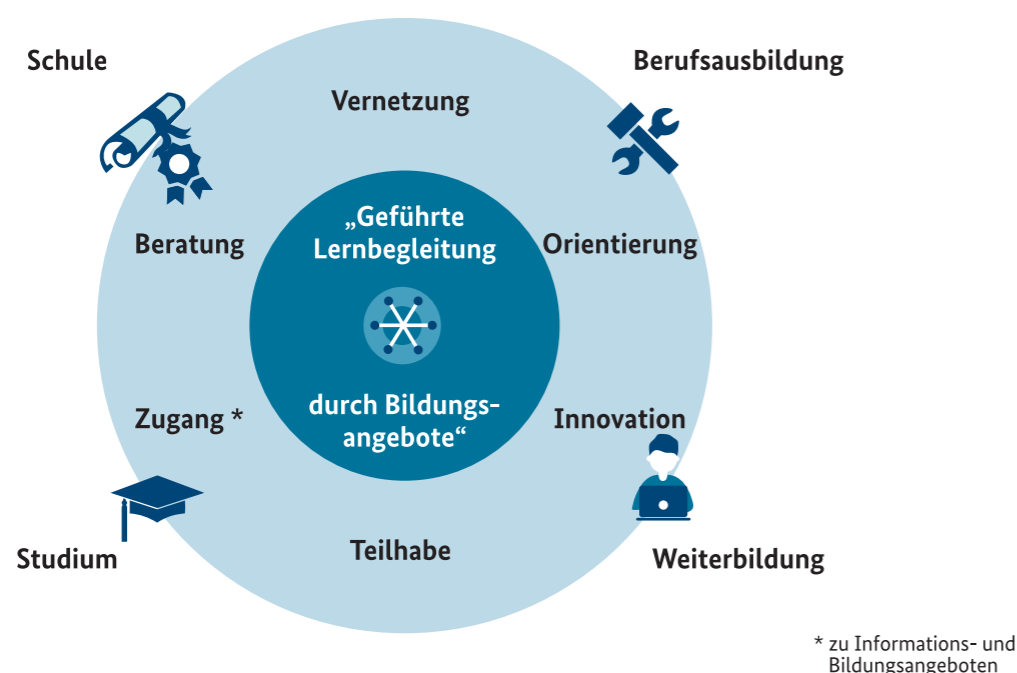 Schule
Berufsausbildung
Vernetzung
„Geführte
Lernbegleitung
Beratung
Orientierung
durch Bildungs-
angebote“
Zugang *
Innovation
Teilhabe
Studium
Weiterbildung
* zu Informations- und
Bildungsangeboten